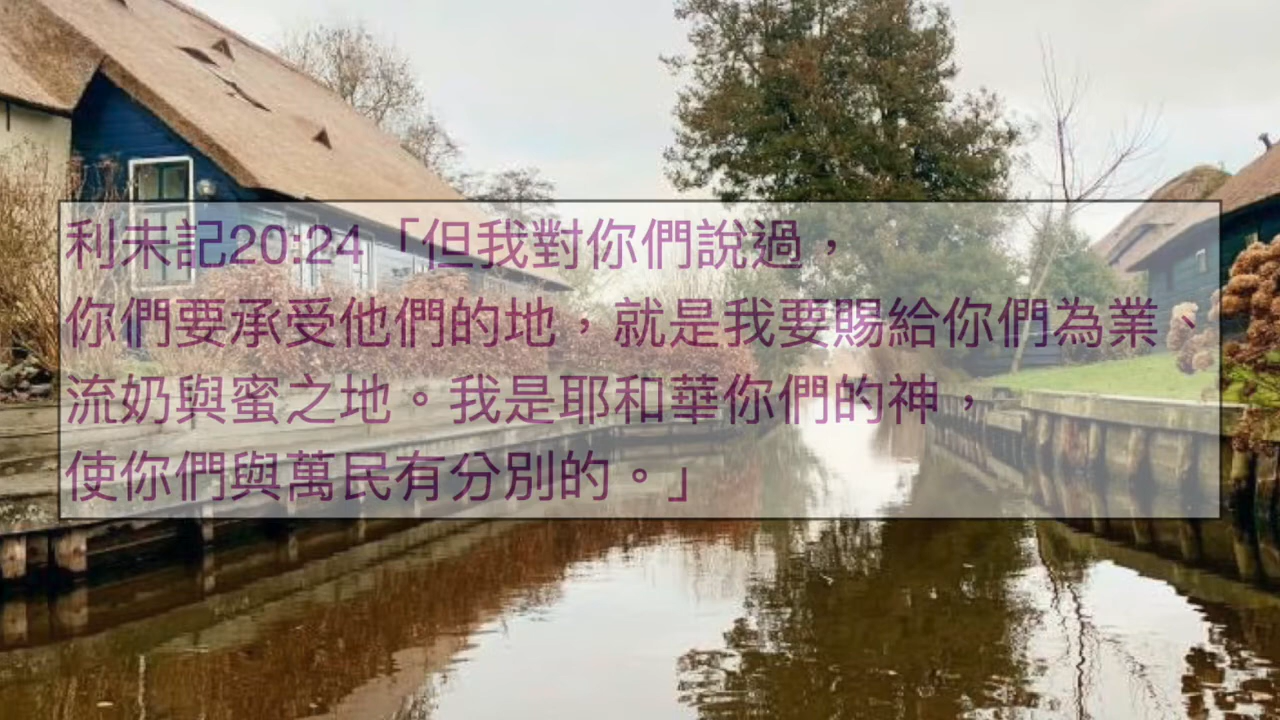 利未記20:24「但我對你們說過，
你們要承受他們的地，就是我要賜給你們為業、
流奶與蜜之地。我是耶和華你們的神，
使你們與萬民有分別的。」